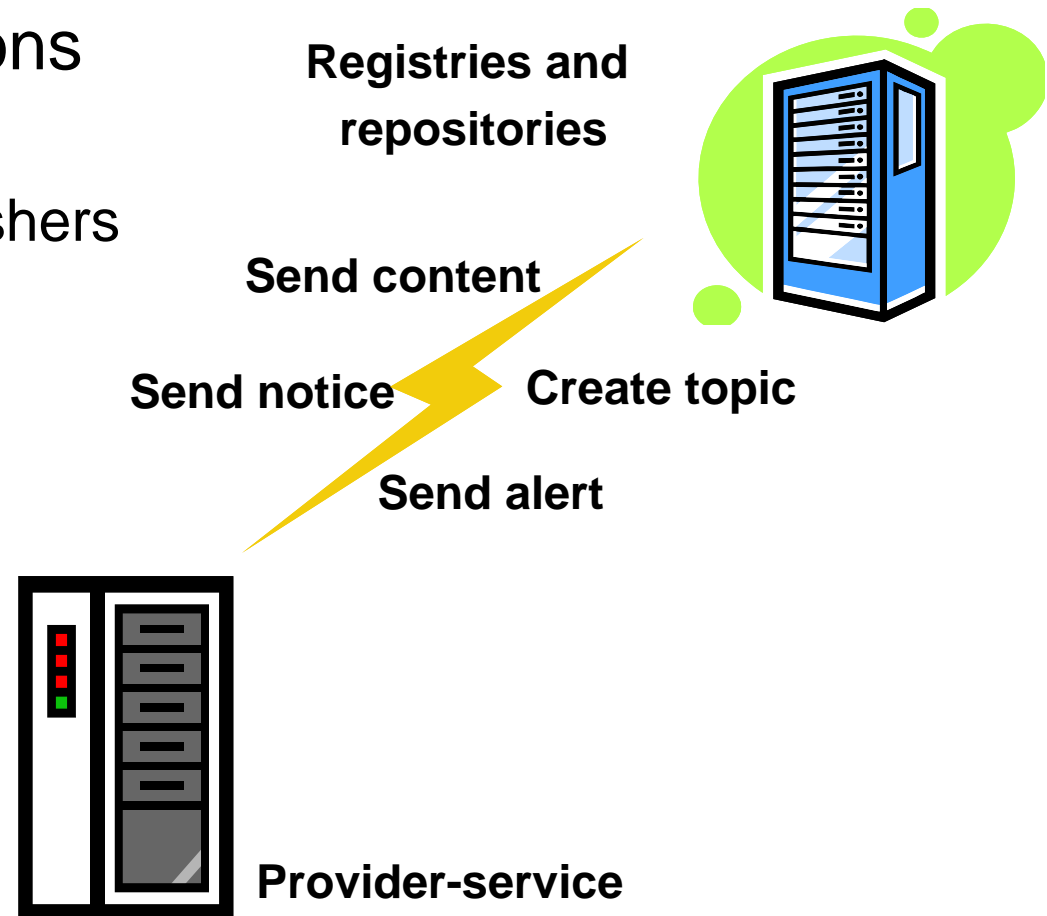 ons
Registries and
repositories
shers
Send content
Send notice
Create topic
Send alert
Provider-service